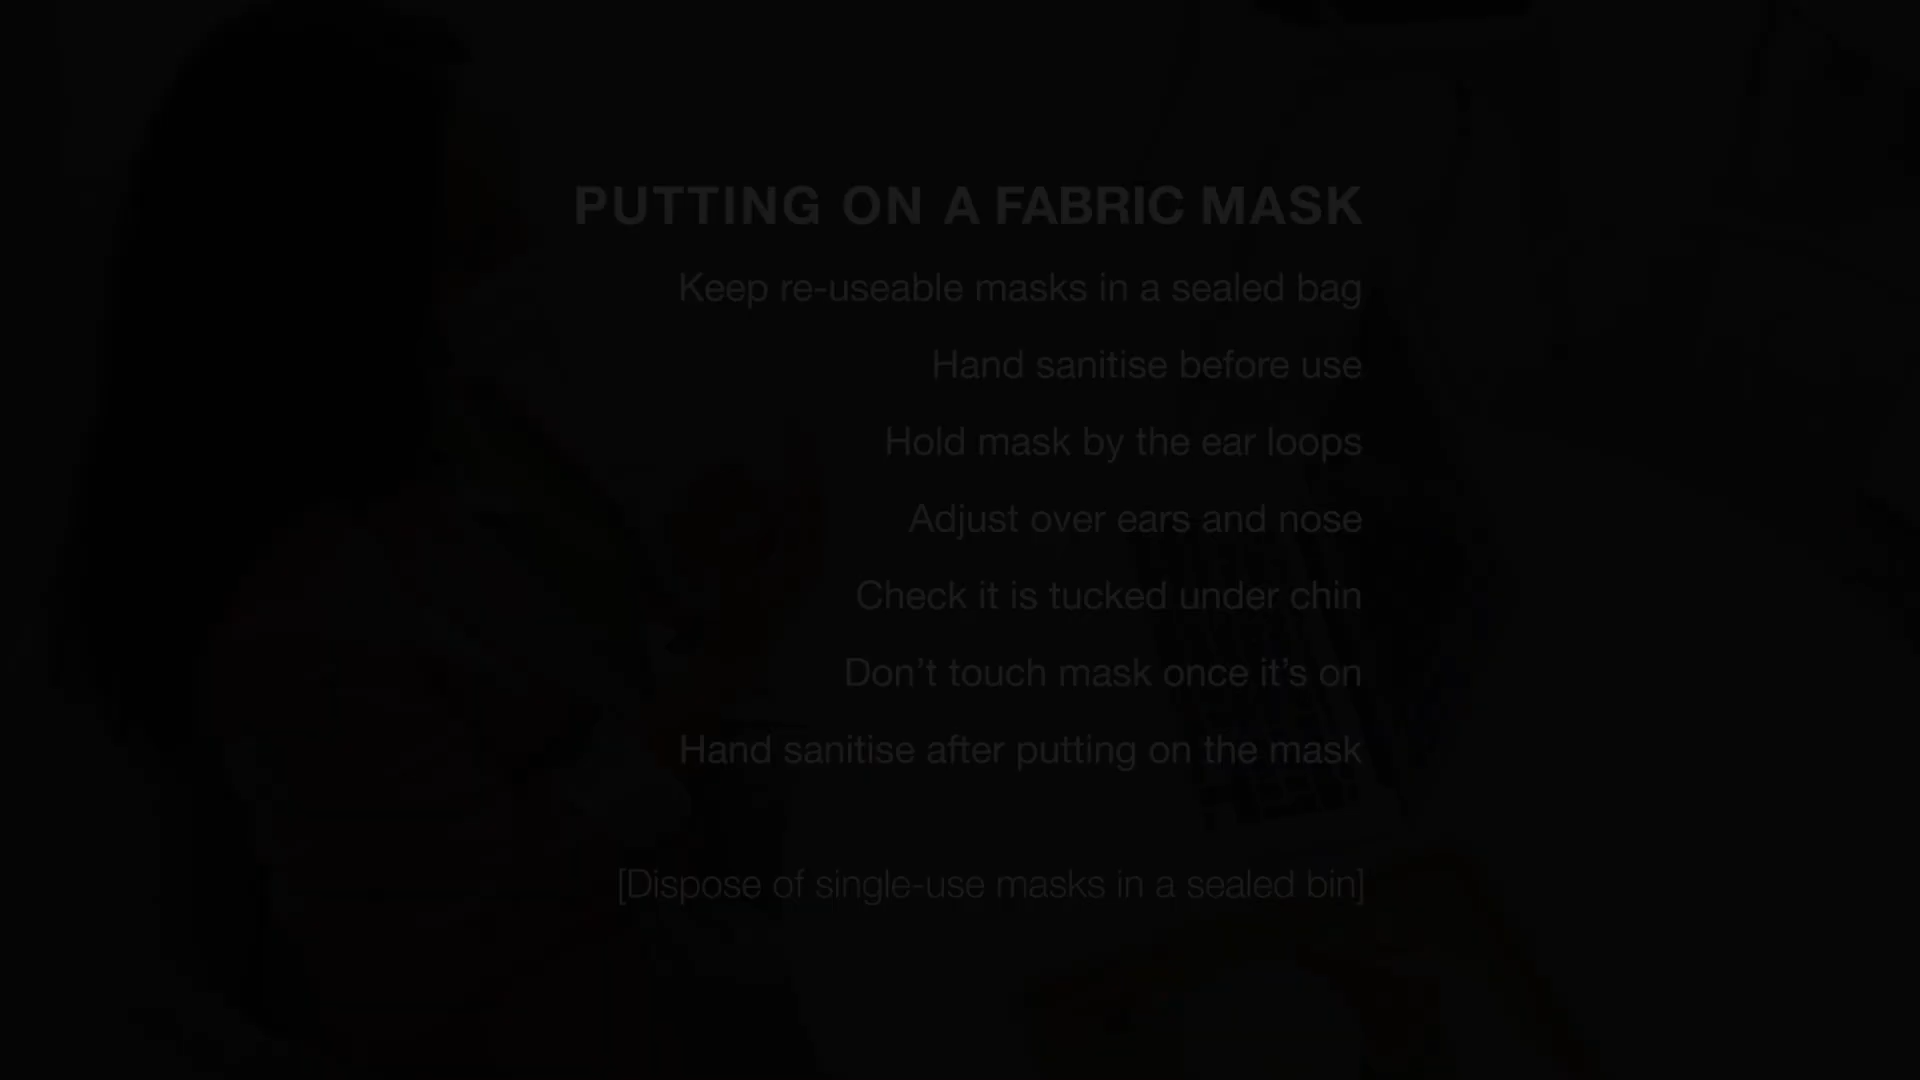 PUTTING ON A FABRIC MASK
Keep re-useable masks in a sealed bag
Hand sanitise before use
Hold mask by the ear loops
Adjust over ears and nose
Check it is tucked under chin
Don’t touch mask once it’s on
Hand sanitise after putting on the mask
[Dispose of single-use masks in a sealed bin]